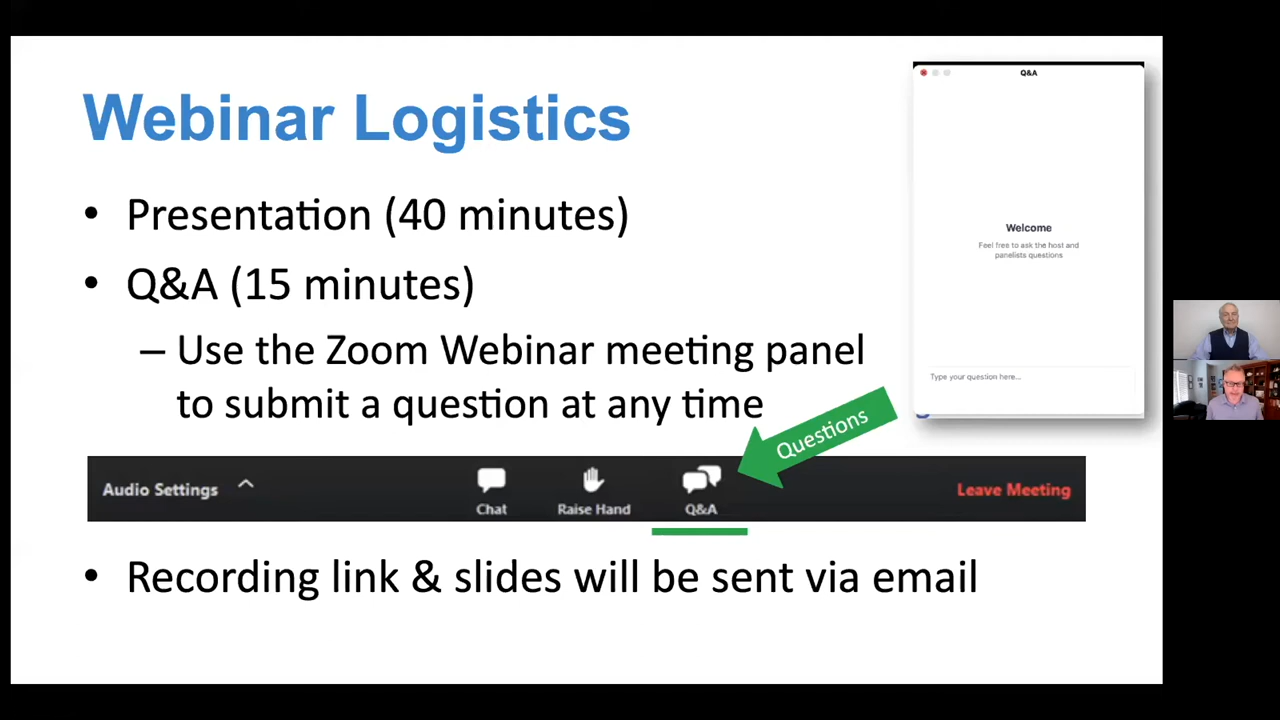 Webinar Logistics
• Presentation (40 minutes)
• Q&A (15 minutes)
– Use the Zoom Webinar meeting panel
to submit a question at any time
Q&A
Welcome
Feel free to ask the host and
panelists questions
Type your question here...
Questions
Audio Settings
Chat
Raise Hand
Q&A
Leave Meeting
• Recording link & slides will be sent via email